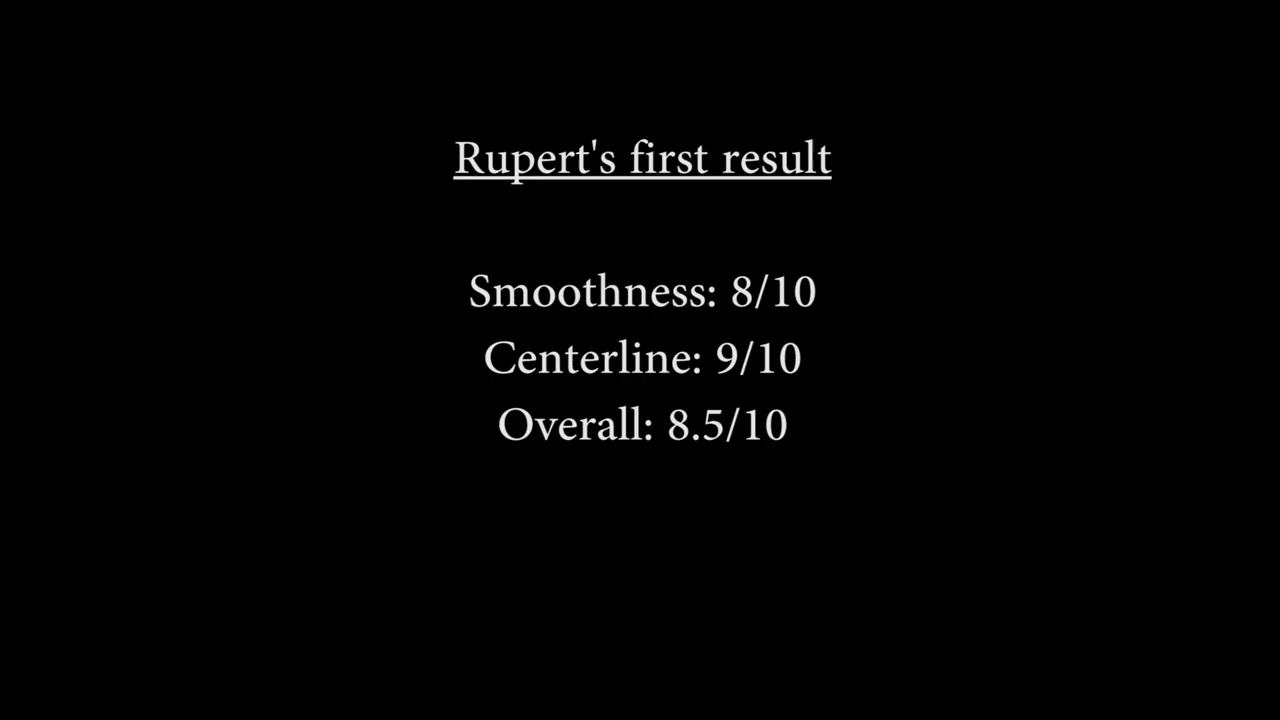 Rupert's first result
Smoothness: 8/10
Centerline: 9/10
Overall: 8.5/10